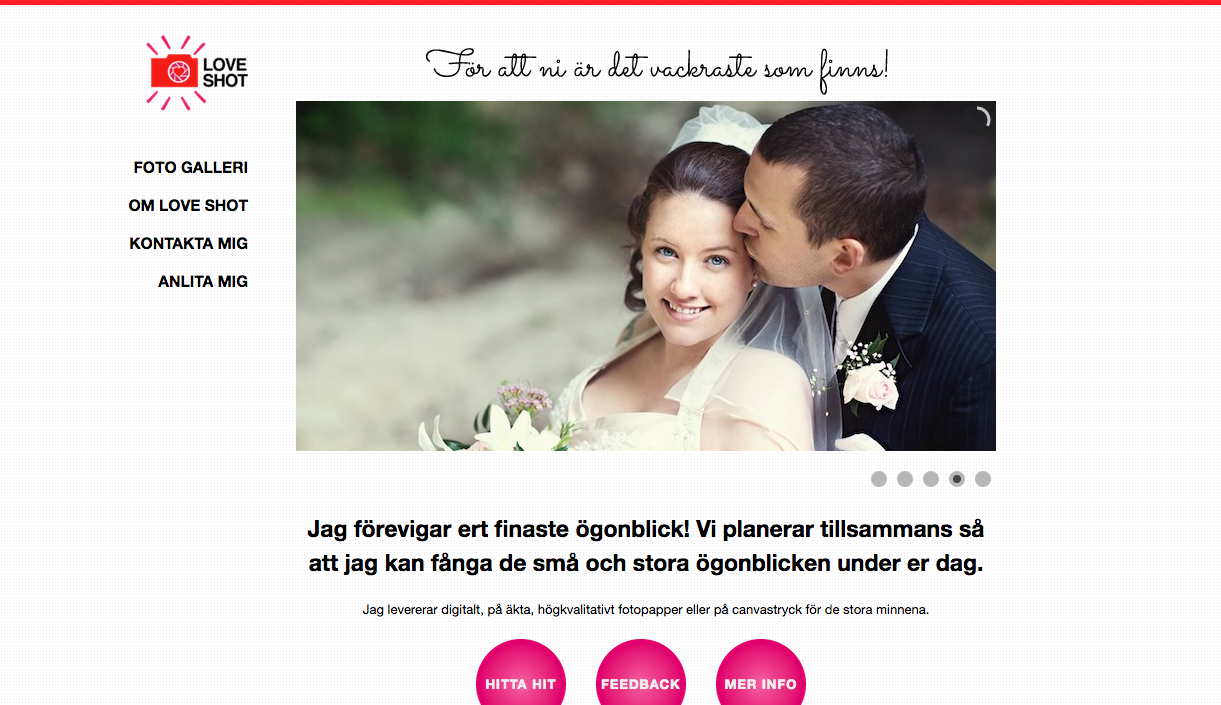 LOVE
SHOT
För att ni är det vackraste som finns!
FOTO GALLERI
OM LOVE SHOT
KONTAKTA MIG
ANLITA MIG
Jag förevigar ert finaste ögonblick! Vi planerar tillsammans så
att jag kan fånga de små och stora ögonblicken under er dag.
Jag levererar digitalt, på äkta, högkvalitativt fotopapper eller på canvastryck för de stora minnena.
HITTA HIT
FEEDBACK
MER INFO